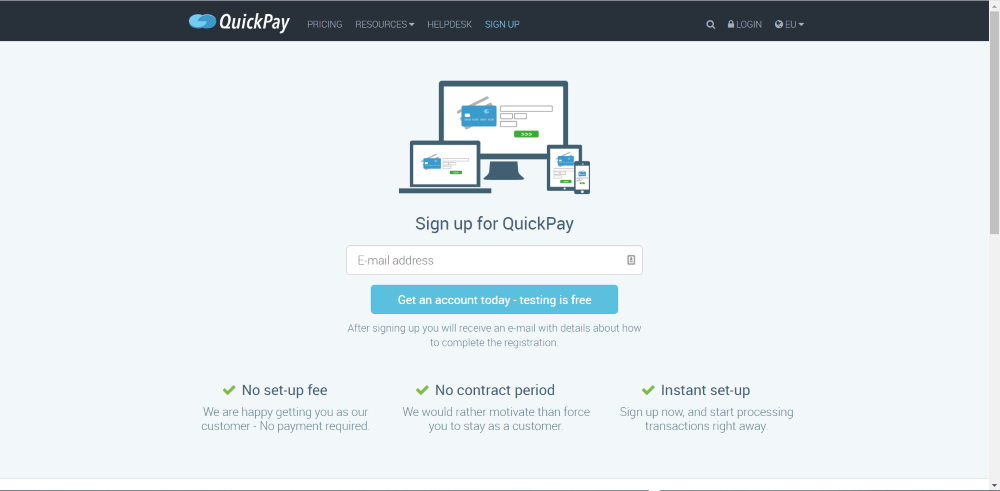 QuickPay PRICING RESOURCES HELPDESK SIGN UP LOGIN EU
>>>
Sign up for QuickPay
E-mail address
Get an account today - testing is free
After signing up you will receive an e-mail with details about how
to complete the registration.
No set-up fee
We are happy getting you as our
customer - No payment required.
No contract period
We would rather motivate than force
you to stay as a customer.
Instant set-up
Sign up now, and start processing
transactions right away.